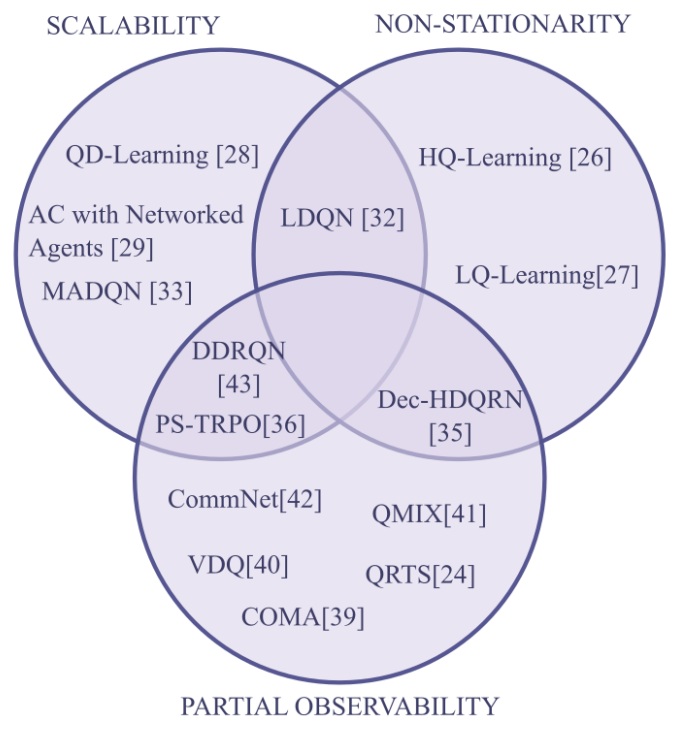 SCALABILITY
NON-STATIONARITY
QD-Learning [28]
HQ-Learning [26]
AC with Networked
Agents [29]
LDQN [32]
LQ-Learning[27]
MADQN [33]
DDRQN
[43]
PS-TRPO[36]
Dec-HDQRN
[35]
CommNet[42]
QMIX[41]
VDQ[40]
QRTS[24]
COMA[39]
PARTIAL OBSERVABILITY